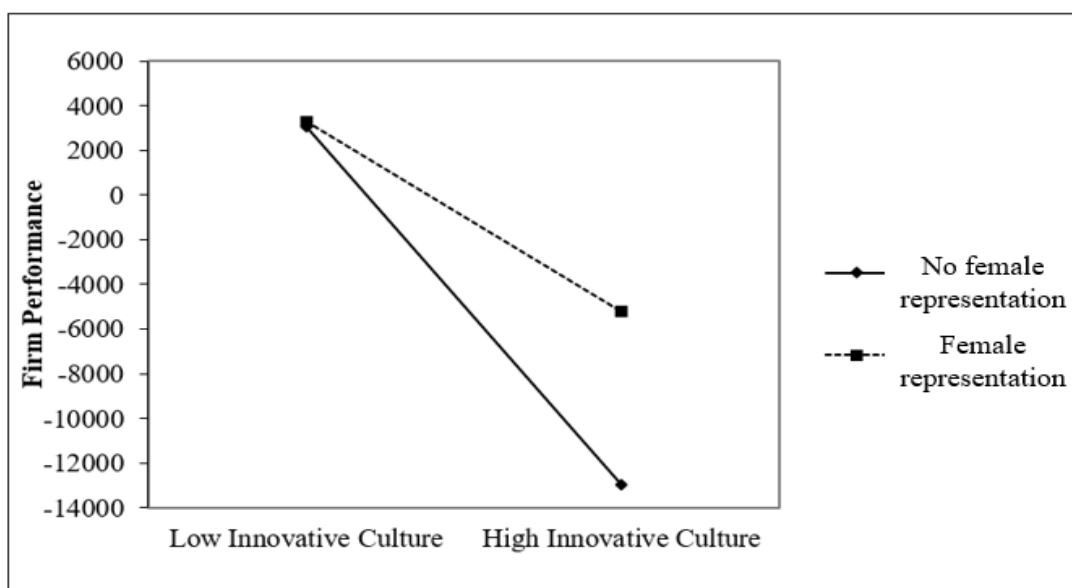 6000
4000
2000
0
-2000
-4000
-6000
-8000
-10000
-12000
-14000
Firm Performance
Low Innovative Culture
High Innovative Culture
No female
representation
Female
representation